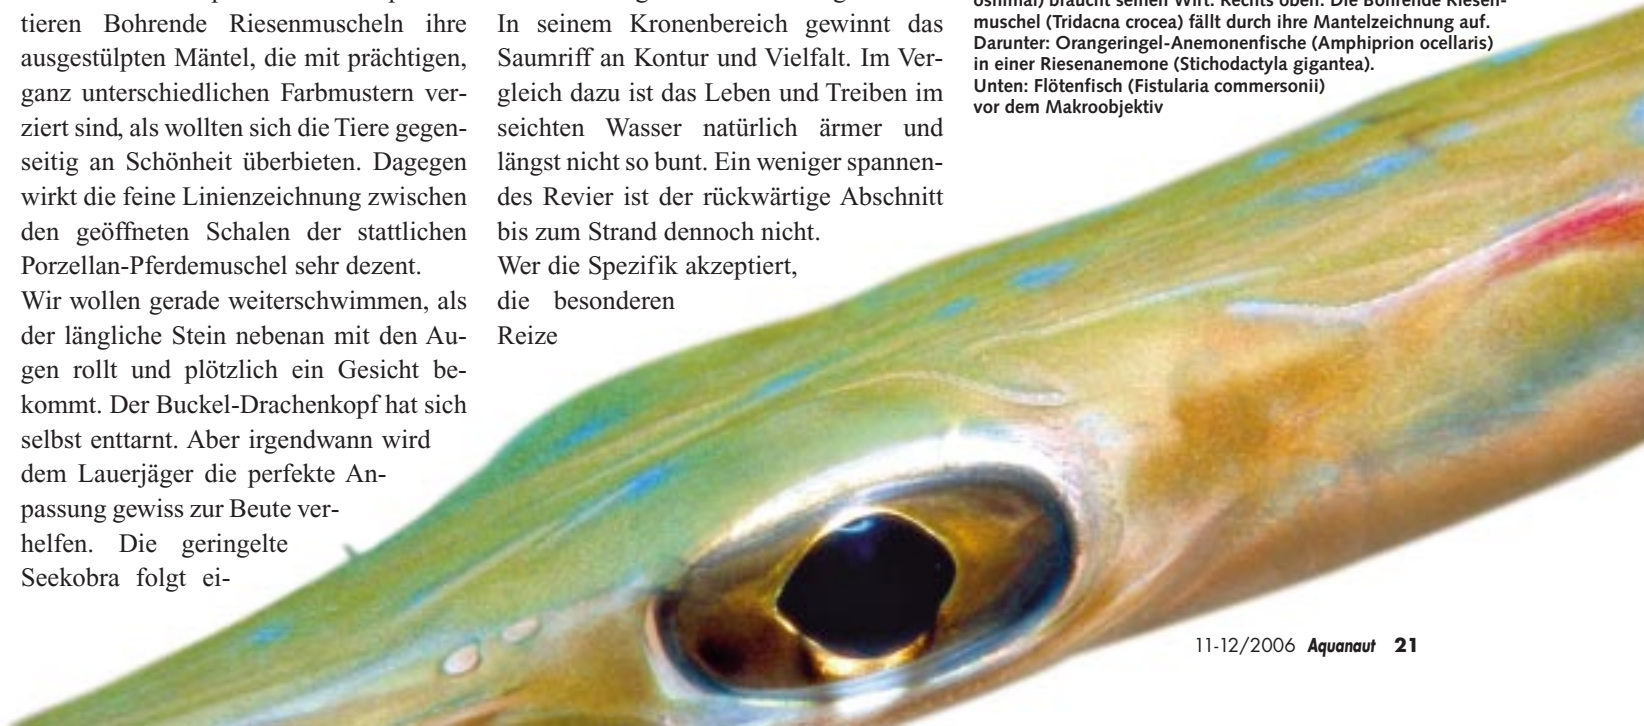 tieren Bohrende Riesenmuscheln ihre
ausgestülpten Mäntel, die mit prächtigen,
ganz unterschiedlichen Farbmustern ver-
ziert sind, als wollten sich die Tiere gegen-
seitig an Schönheit überbieten. Dagegen
wirkt die feine Linienzeichnung zwischen
den geöffneten Schalen der stattlichen
Porzellan-Pferdemuschel sehr dezent.
Wir wollen gerade weiterschwimmen, als
der längliche Stein nebenan mit den Au-
gen rollt und plötzlich ein Gesicht be-
kommt. Der Buckel-Drachenkopf hat sich
selbst enttarnt. Aber irgendwann wird
dem Lauerjäger die perfekte An-
passung gewiss zur Beute ver-
helfen. Die geringelte
Seekobra folgt ei-
In seinem Kronenbereich gewinnt das
Saumriff an Kontur und Vielfalt. Im Ver-
gleich dazu ist das Leben und Treiben im
seichten Wasser natürlich ärmer und
längst nicht so bunt. Ein weniger spannen-
des Revier ist der rückwärtige Abschnitt
bis zum Strand dennoch nicht.
Wer die Spezifik akzeptiert,
die besonderen
Reize
braucht seinen Wirt. Rechts oben: Die Bohrende Riesen-
muschel (Tridacna crocea) fällt durch ihre Mantelzeichnung auf.
Darunter: Orangeringel-Anemonenfische (Amphiprion ocellaris)
in einer Riesenanemone (Stichodactyla gigantea).
Unten: Flötenfisch (Fistularia commersonii)
vor dem Makroobjektiv
11-12/2006 Aquanaut 21